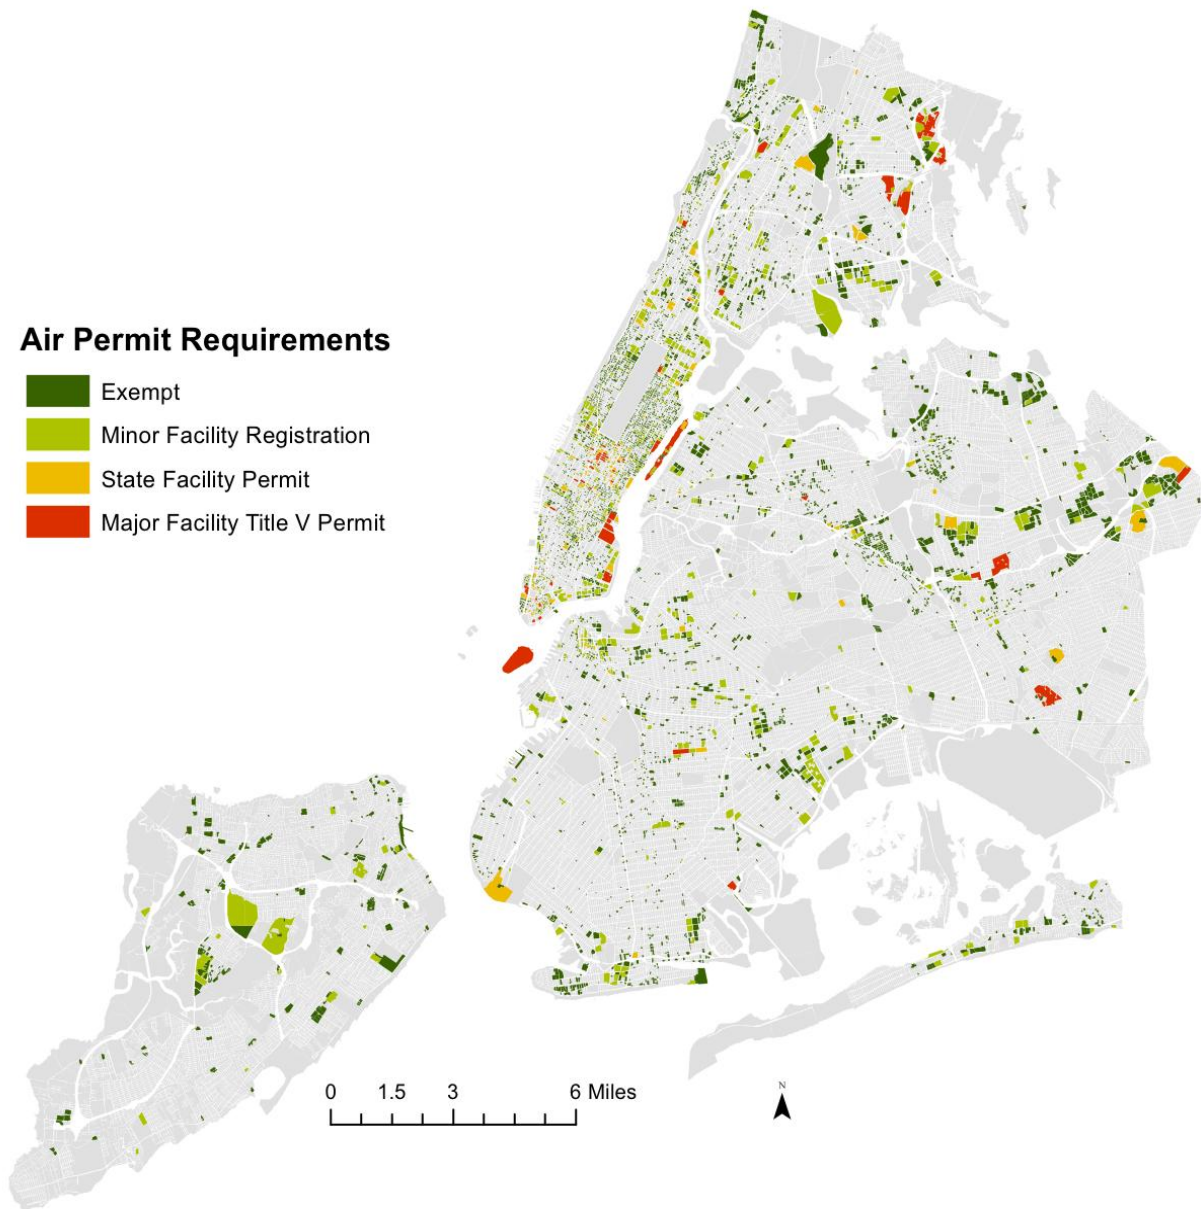 Air Permit Requirements
Exempt
Minor Facility Registration
State Facility Permit
Major Facility Title V Permit
0 1.5 3 6 Miles
N